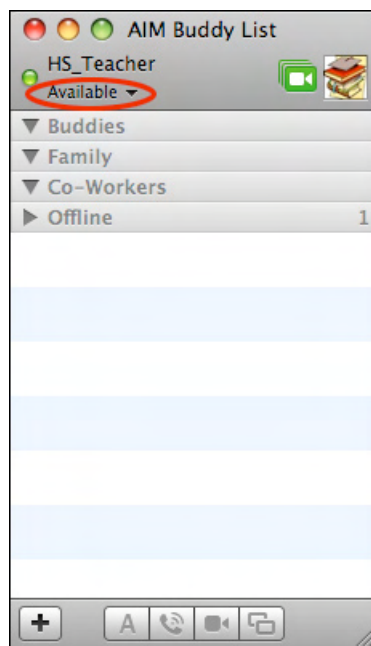 AIM Buddy List
HS_Teacher
Available
Buddies
Family
Co-Workers
Offline 1
A